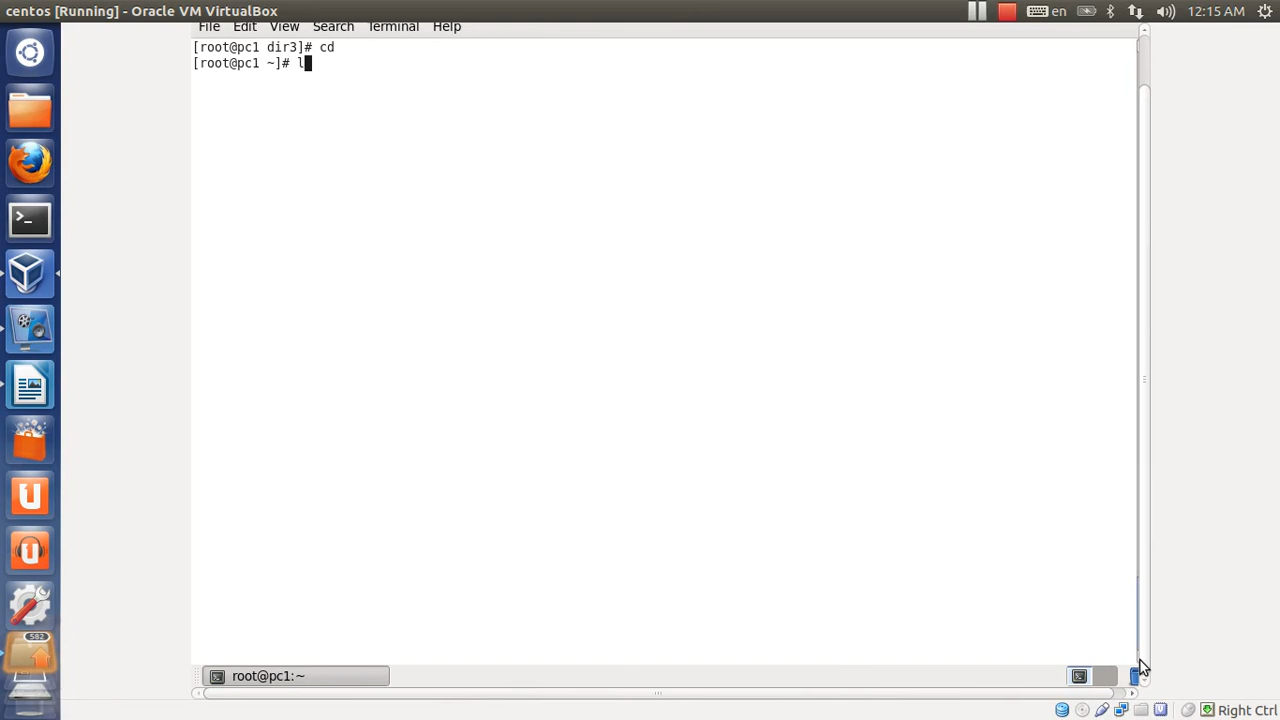 centos [Running] - Oracle VM VirtualBox
en
12:15 AM
File Edit View Search Terminal Help
[root@pc1 dir3]# cd
[root@pc1 ~]# l
582
root@pc1:~
Right Ctrl